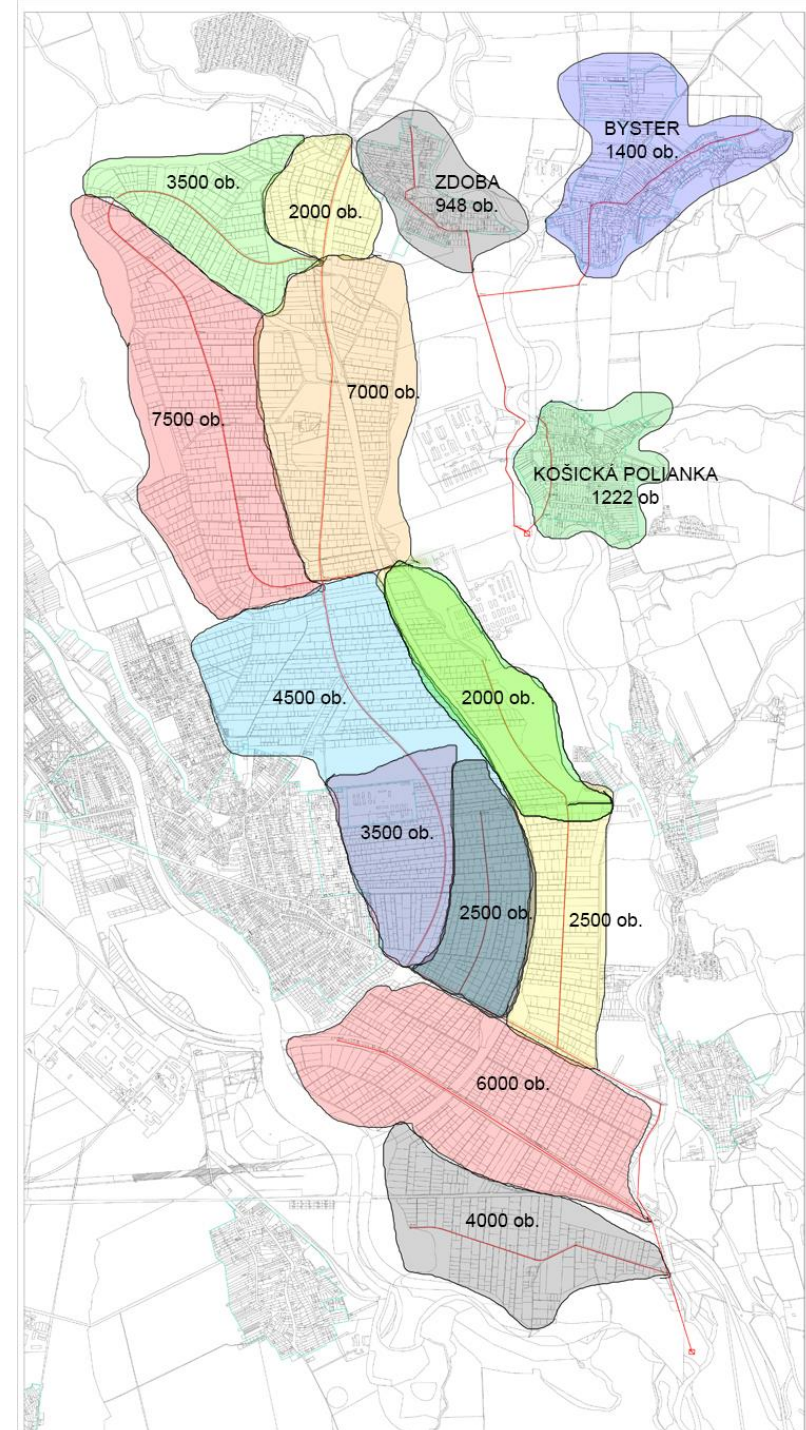 BYSTER
1400 ob.
3500 ob.
ZDOBA
948 ob.
2000 ob.
7000 ob.
7500 ob.
KOŠICKÁ POLIANKA
1222 ob
4500 ob.
2000 ob.
3500 ob.
2500 ob.
2500 ob.
6000 ob.
4000 ob.